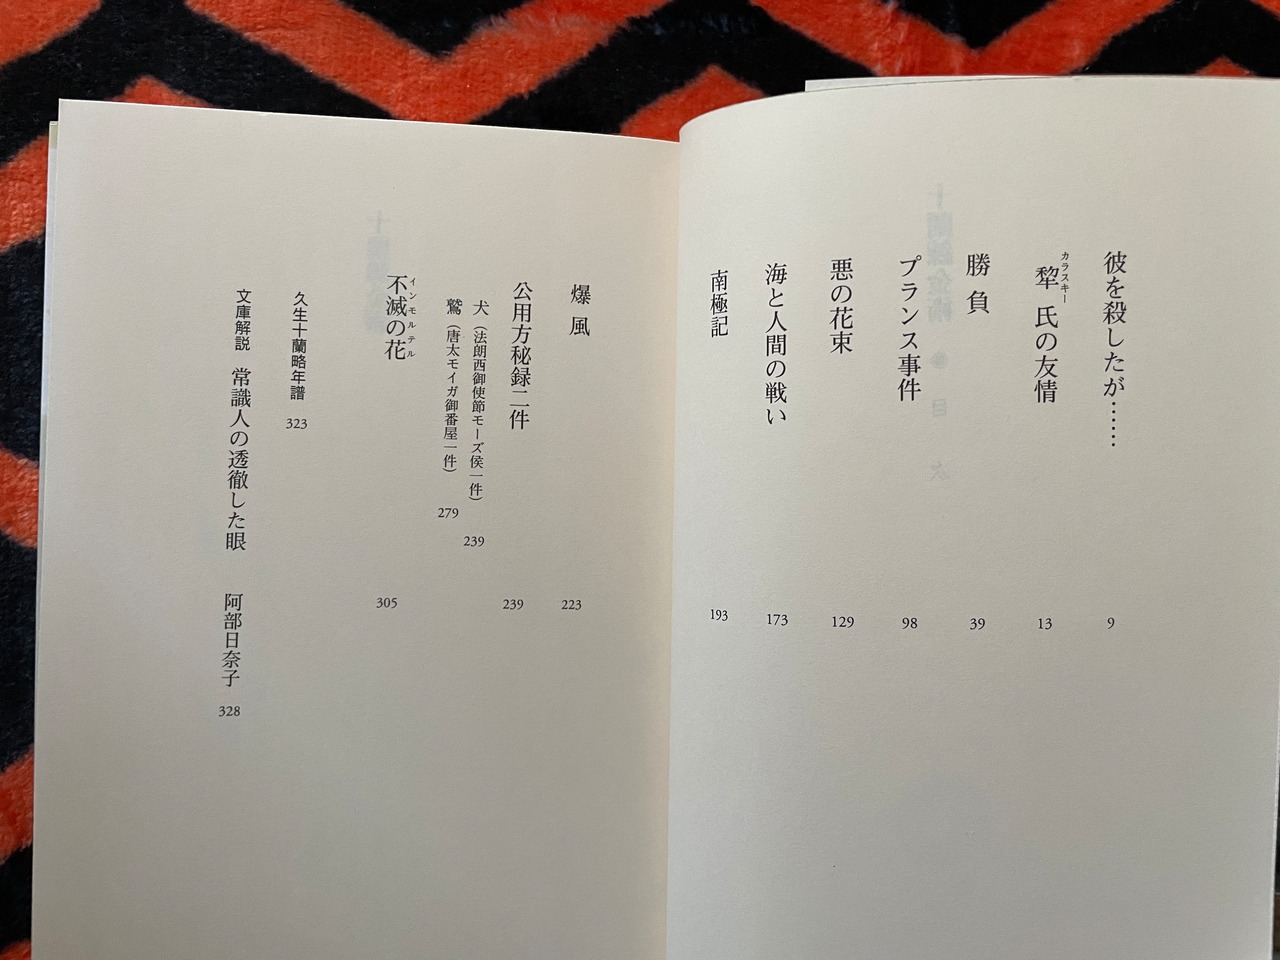 彼を殺したが…… 9
カラスキー
犂氏の友情 13
勝負 39
プランス事件 98
悪の花束 129
海と人間の戦い 173
南極記 193
爆風 223
公用方秘録二件 239
犬（法朗西御使節モーズ侯一件） 239
鷲（唐太モイガ御番屋一件） 279
インモルテル
不滅の花 305
久生十蘭略年譜 323
文庫解説 常識人の透徹した眼 阿部日奈子 328